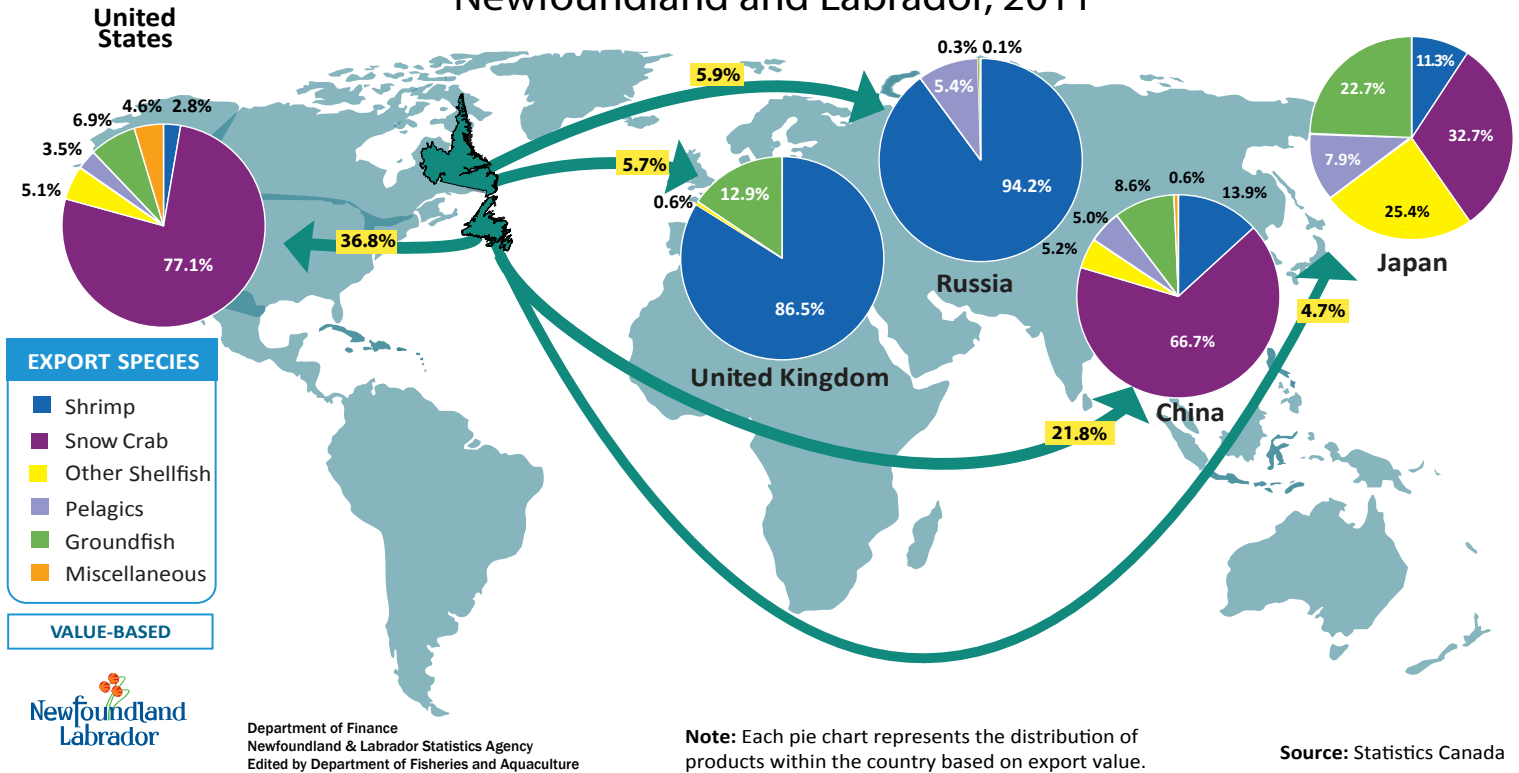 Newfoundland and Labrador, 2011
United
States
4.6% 2.8%
6.9%
3.5%
5.1%
77.1%
5.9%
5.7%
36.8%
0.3% 0.1%
5.4%
94.2%
Russia
12.9%
0.6%
86.5%
United Kingdom
8.6% 0.6% 13.9%
5.0%
5.2%
66.7%
China
21.8%
11.3%
22.7%
32.7%
7.9%
25.4%
Japan
4.7%
EXPORT SPECIES
Shrimp
Snow Crab
Other Shellfish
Pelagics
Groundfish
Miscellaneous
VALUE-BASED
Newfoundland
Labrador
Department of Finance
Newfoundland & Labrador Statistics Agency
Edited by Department of Fisheries and Aquaculture
Note: Each pie chart represents the distribution of
products within the country based on export value.
Source: Statistics Canada